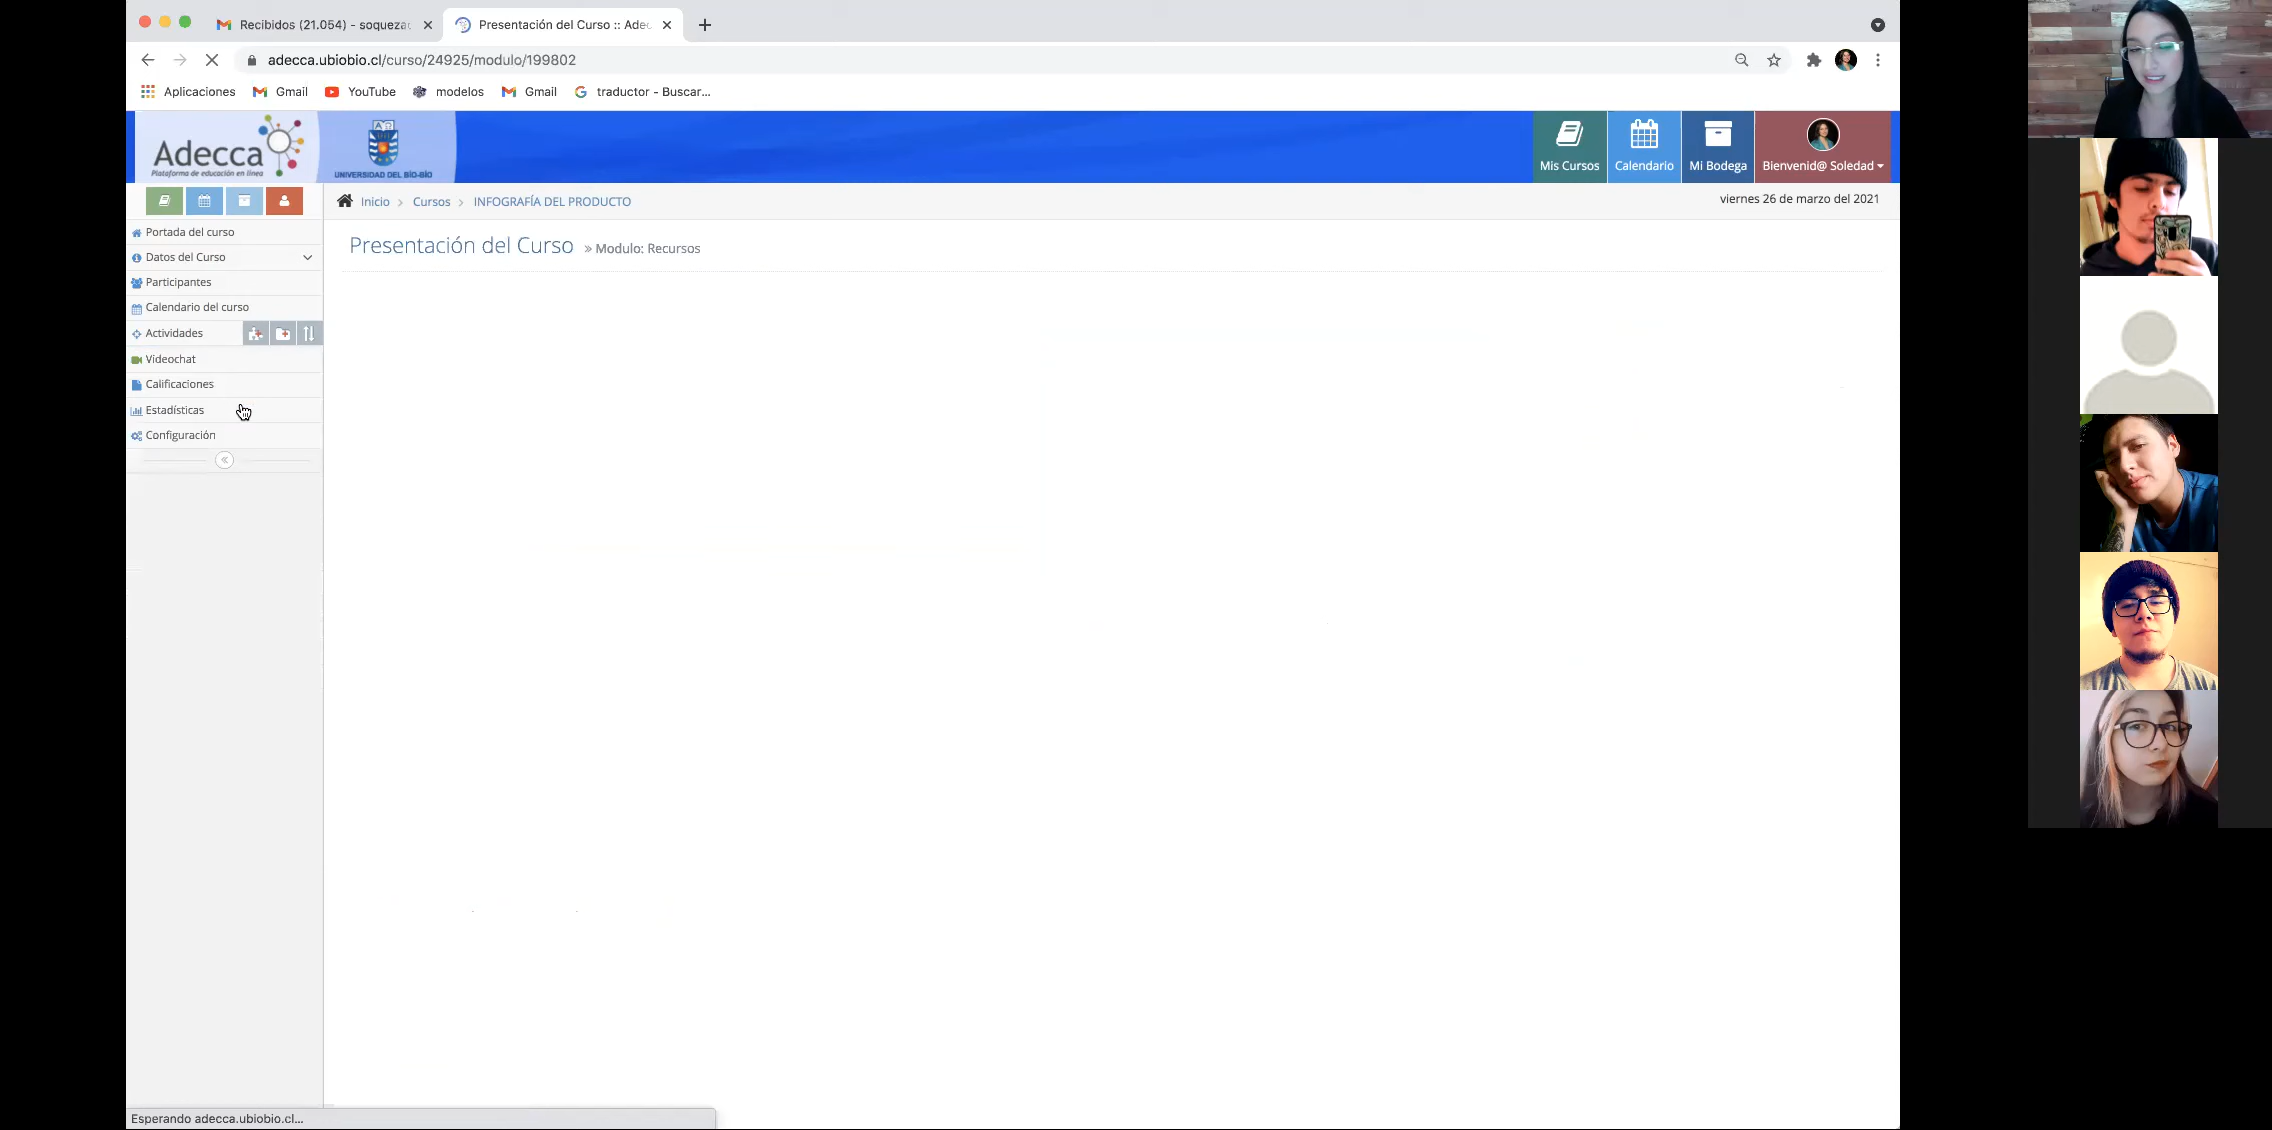 Recibidos (21.054) - soquezad
Presentación del Curso :: Adec
adecca.ubiobio.cl/curso/24925/modulo/199802
Aplicaciones
Gmail
YouTube
modelos
Gmail
traductor - Buscar...
Adecca
Plataforma de educación en línea
UNIVERSIDAD DEL BÍO-BÍO
Mis Cursos
Calendario
Mi Bodega
Bienvenid@ Soledad
Inicio > Cursos > INFOGRAFÍA DEL PRODUCTO
viernes 26 de marzo del 2021
Presentación del Curso » Modulo: Recursos
Portada del curso
Datos del Curso
Participantes
Calendario del curso
Actividades
Videochat
Calificaciones
Estadísticas
Configuración
Esperando adecca.ubiobio.cl...